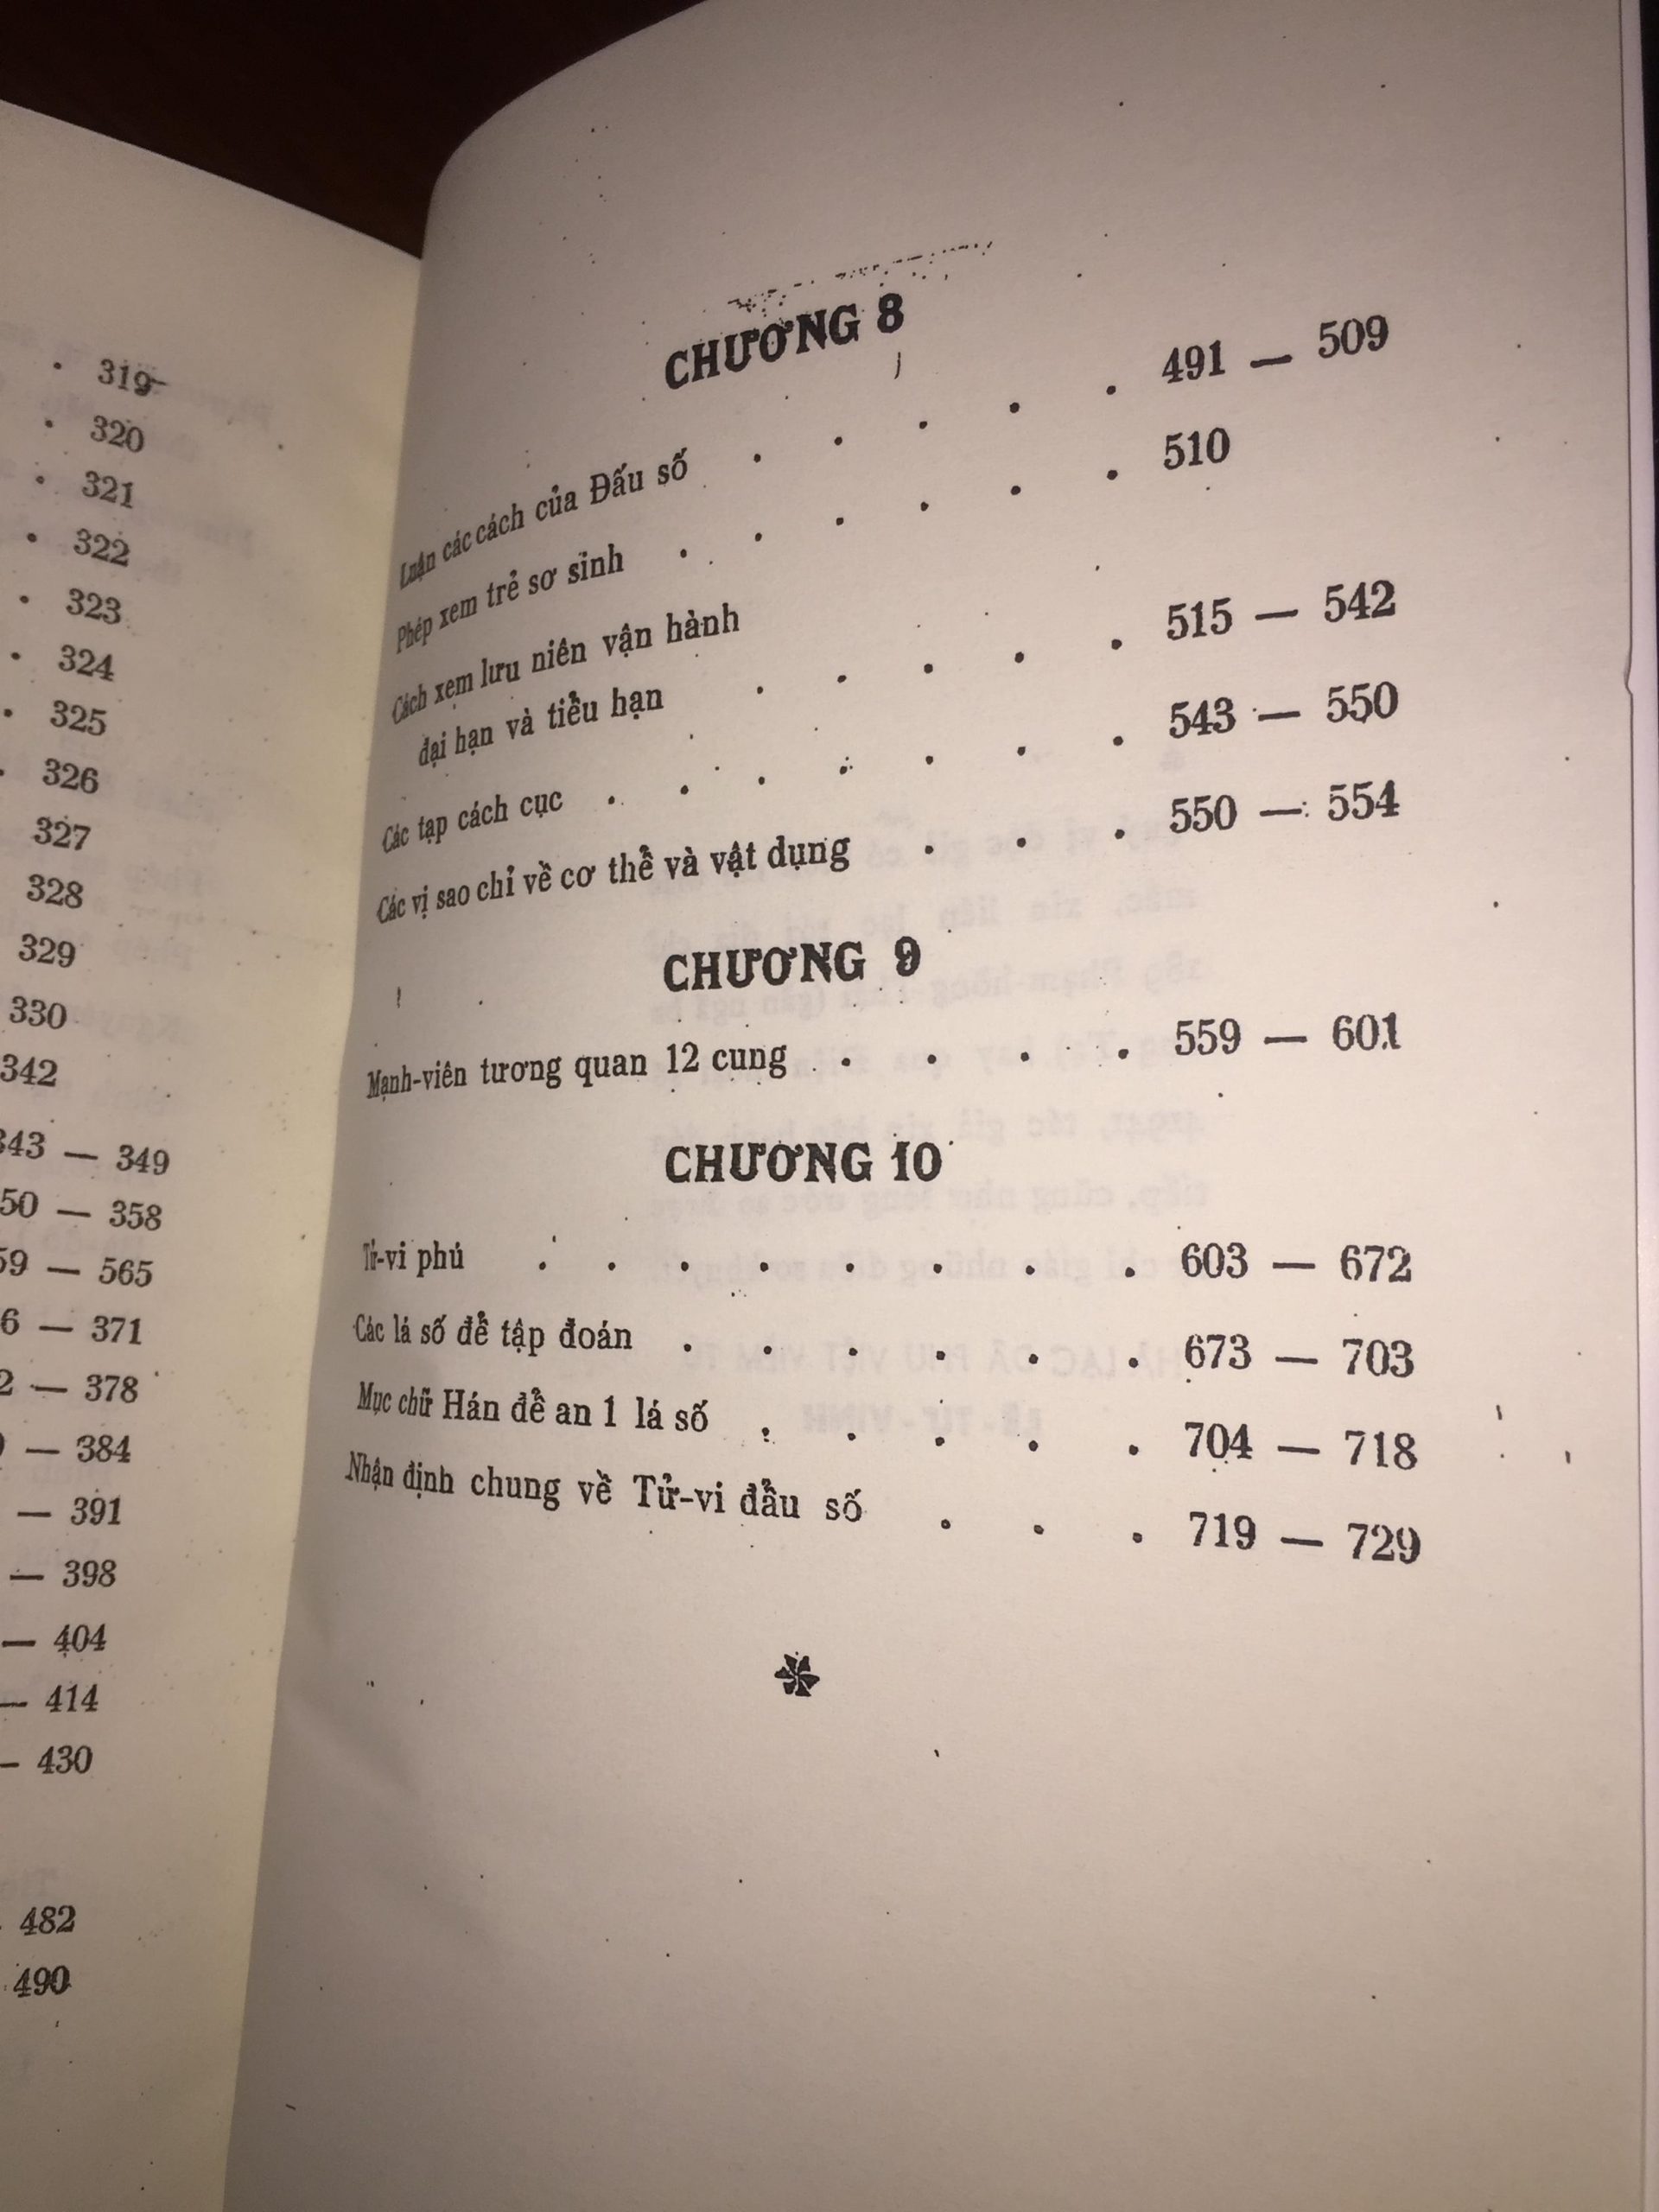 319
320
321
322
323
324
325
326
327
328
329
330
342
343 — 349
50 — 358
59 — 565
6 — 371
2 — 378
— 384
— 391
— 398
— 404
— 414
— 430
482
490
CHƯƠNG 8
Luận các cách của Đấu số . . . . . 491 — 509
Phép xem trẻ sơ sinh . . . . . . 510
Cách xem lưu niên vận hành
đại hạn và tiểu hạn . . . . . 515 — 542
Các tạp cách cục . . . . . . . 543 — 550
Các vị sao chỉ về cơ thể và vật dụng . . . 550 — 554
CHƯƠNG 9
Mạnh-viên tương quan 12 cung . . . . 559 — 601
CHƯƠNG 10
Tử-vi phú . . . . . . . . 603 — 672
Các lá số để tập đoán . . . . . . 673 — 703
Mục chữ Hán để an 1 lá số . . . . . 704 — 718
Nhận định chung về Tử-vi đẩu số . . . 719 — 729